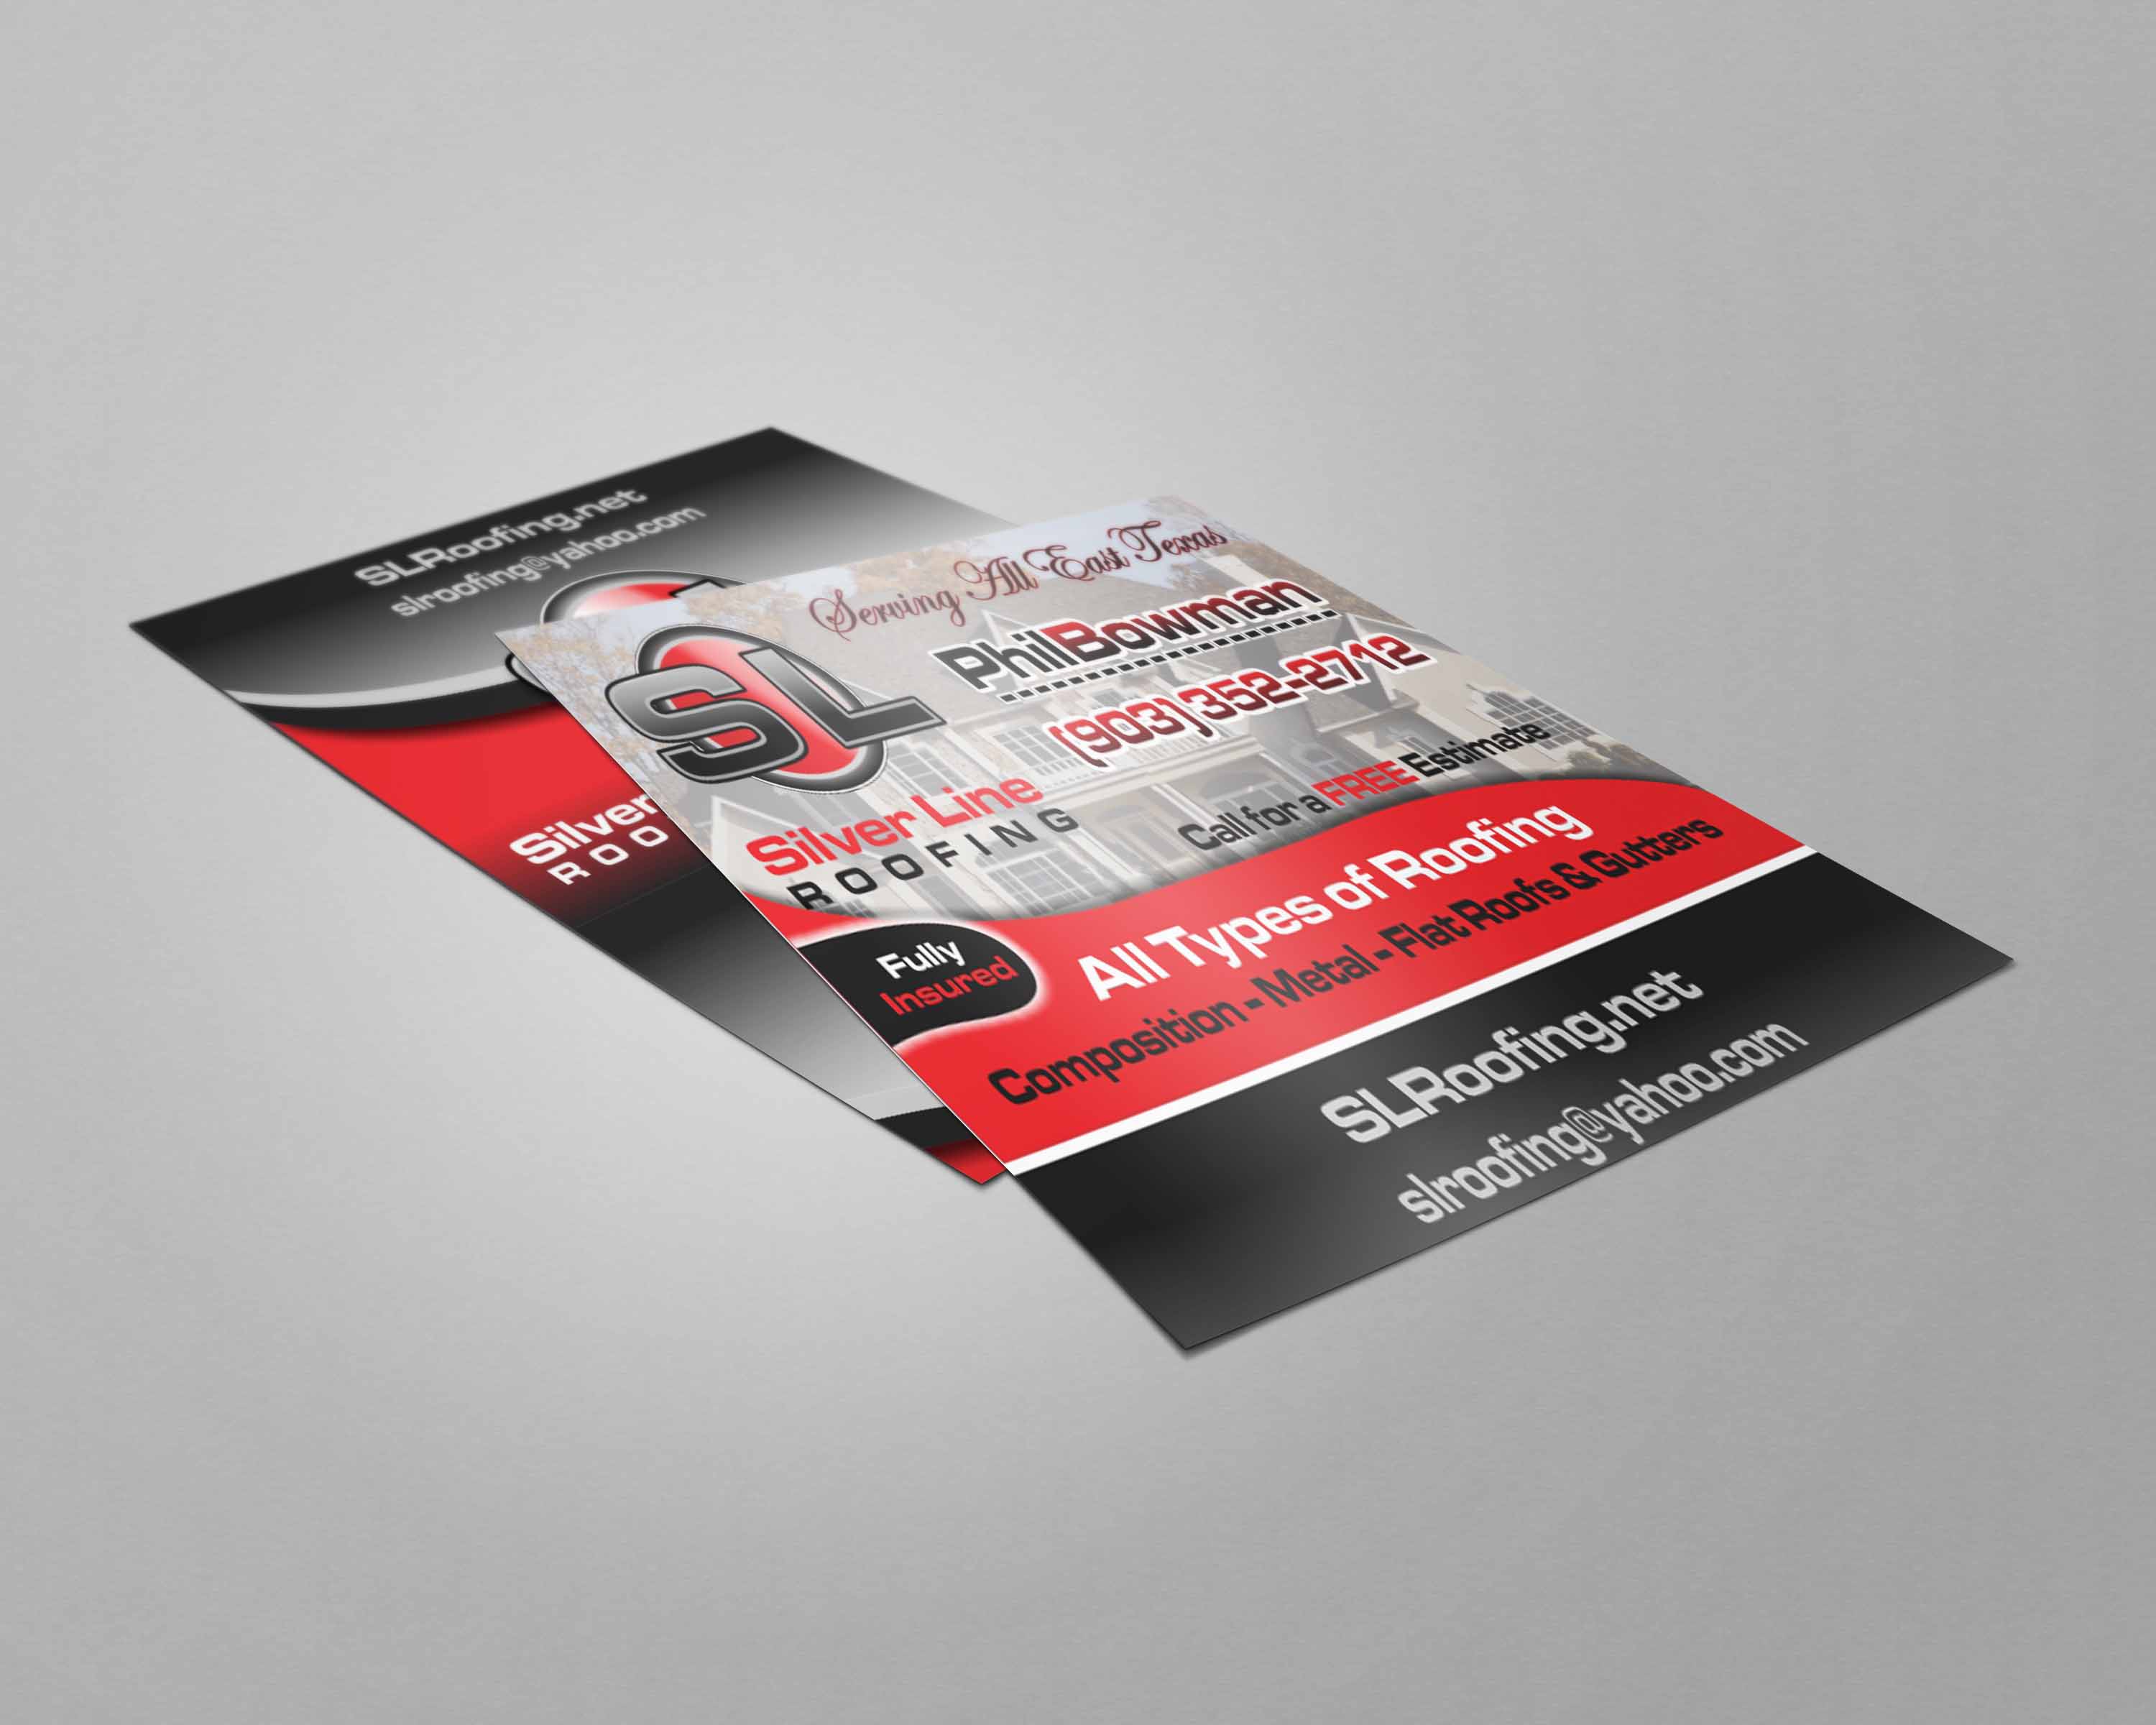 SLRoofing.net
slroofing@yahoo.com
Silver
ROO
Serving All East Texas
PhilBowman
(903)352-2712
SL
Silver Line
ROOFING
Call for a FREE Estimate
Fully
Insured
All Types of Roofing
Composition - Metal - Flat Roofs & Gutters
SLRoofing.net
slroofing@yahoo.com